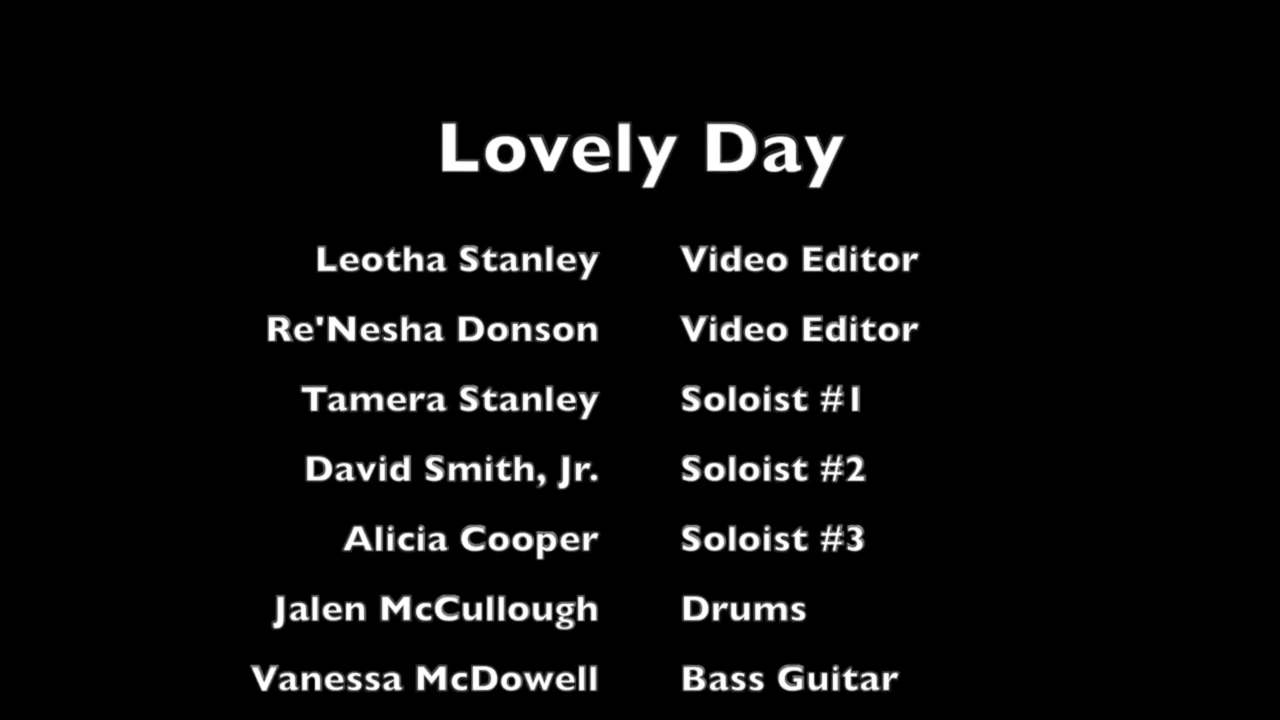 Lovely Day
Leotha Stanley Video Editor
Re'Nesha Donson Video Editor
Tamera Stanley Soloist #1
David Smith, Jr. Soloist #2
Alicia Cooper Soloist #3
Jalen McCullough Drums
Vanessa McDowell Bass Guitar